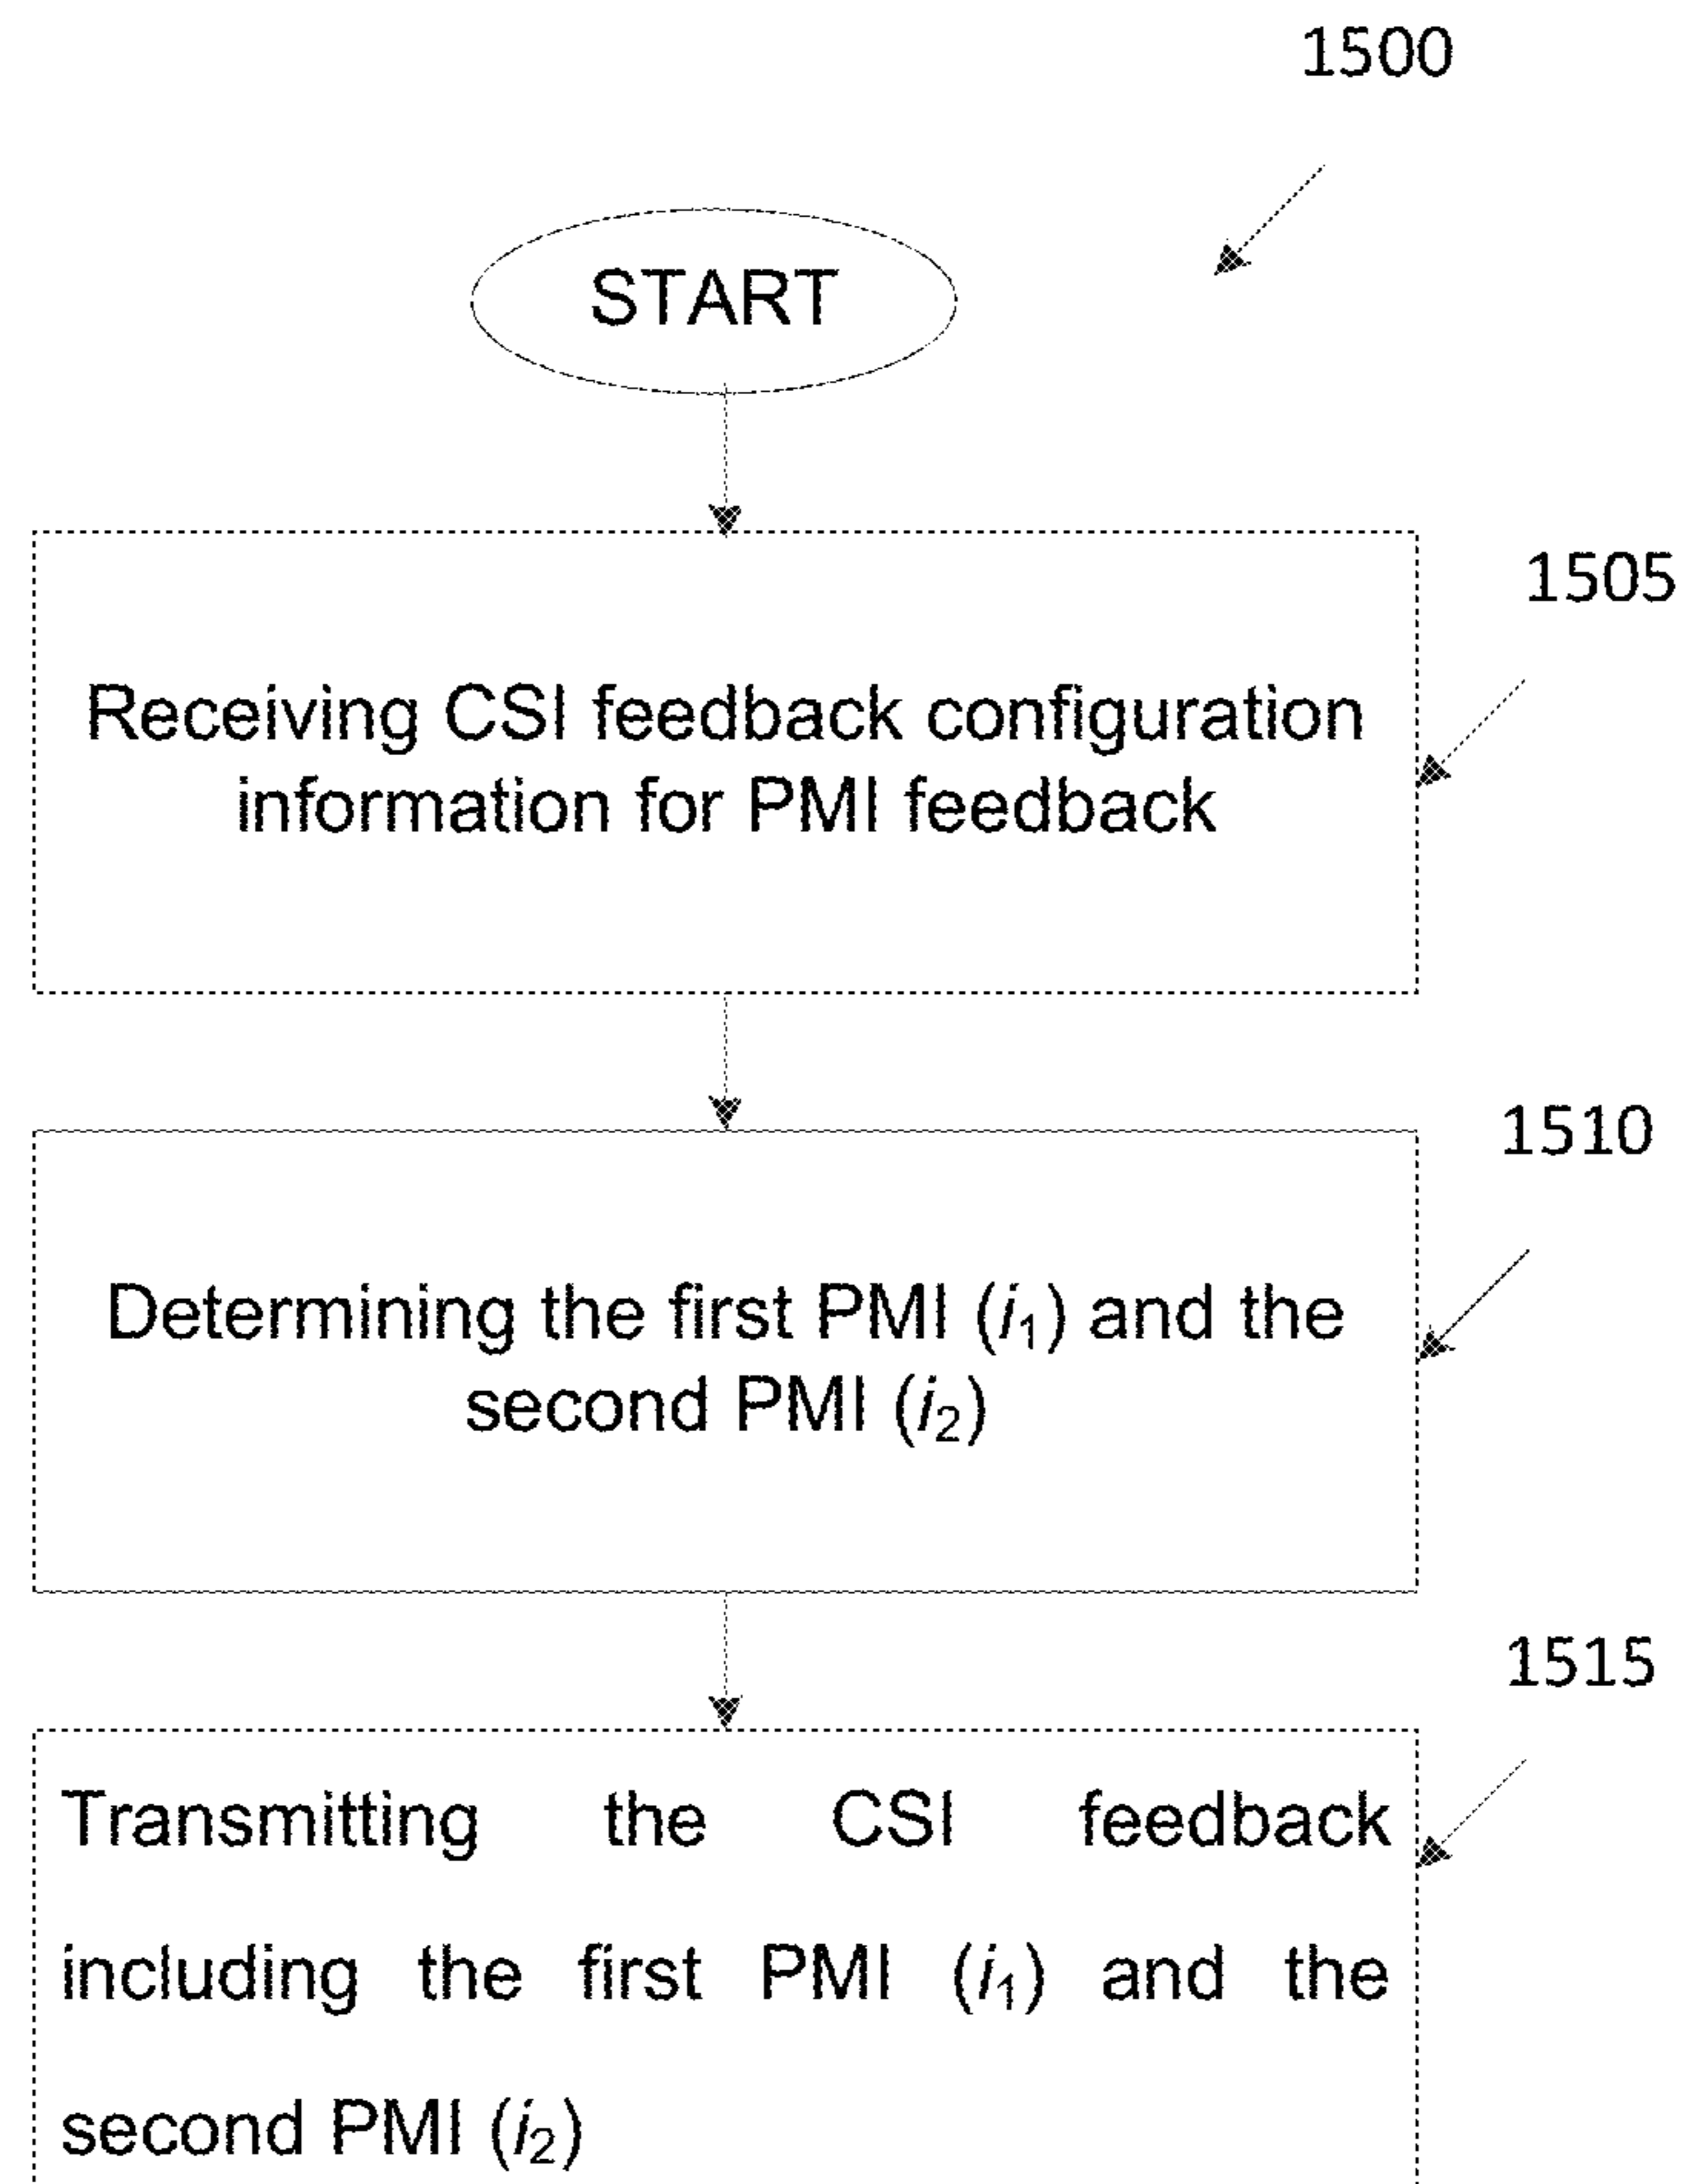 1500
START
1505
Receiving CSI feedback configuration
information for PMI feedback
1510
Determining the first PMI (i₁) and the
second PMI (i₂)
1515
Transmitting the CSI feedback
including the first PMI (i₁) and the
second PMI (i₂)